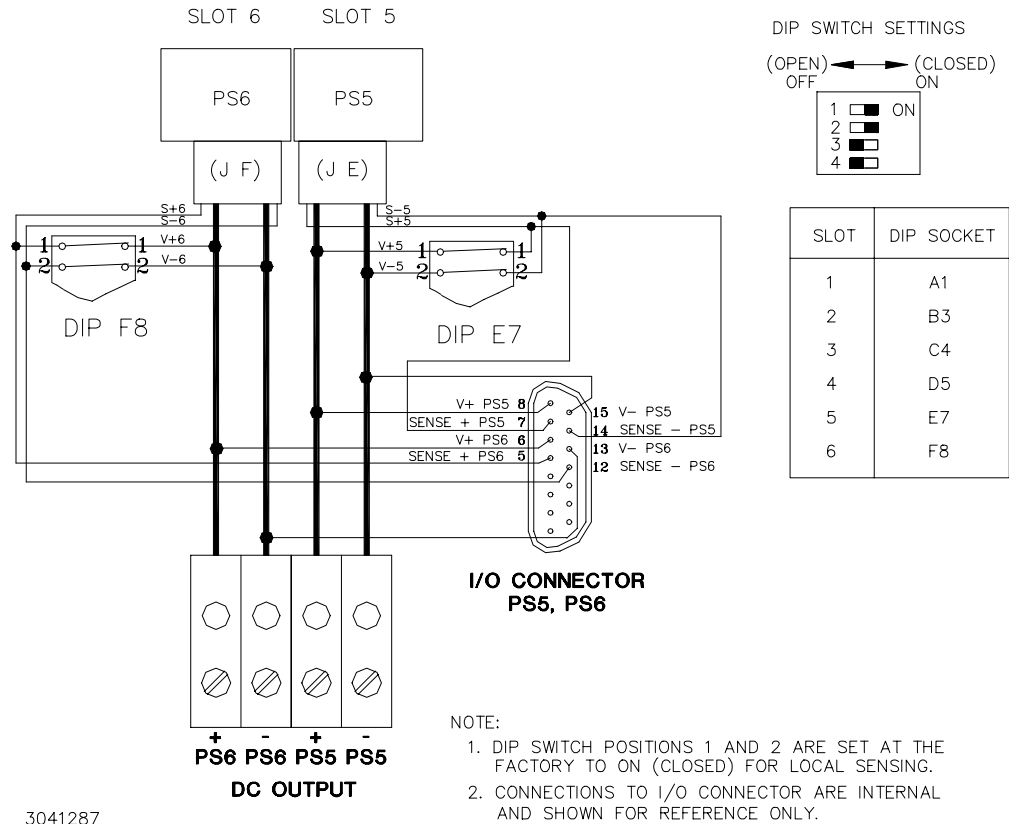 SLOT 6 SLOT 5
PS6 PS5
(J F) (J E)
S+6
S-6
V+6
V-6
1 1
2 2
DIP F8
S-5
S+5
V+5
V-5
1 1
2 2
DIP E7
V+ PS5 8
SENSE + PS5 7
V+ PS6 6
SENSE + PS6 5
15 V- PS5
14 SENSE - PS5
13 V- PS6
12 SENSE - PS6
I/O CONNECTOR
PS5, PS6
+ - + -
PS6 PS6 PS5 PS5
DC OUTPUT
DIP SWITCH SETTINGS
(OPEN) (CLOSED)
OFF ON
1 ON
2
3
4
SLOT DIP SOCKET
1 A1
2 B3
3 C4
4 D5
5 E7
6 F8
NOTE:
1. DIP SWITCH POSITIONS 1 AND 2 ARE SET AT THE
FACTORY TO ON (CLOSED) FOR LOCAL SENSING.
2. CONNECTIONS TO I/O CONNECTOR ARE INTERNAL
AND SHOWN FOR REFERENCE ONLY.
3041287